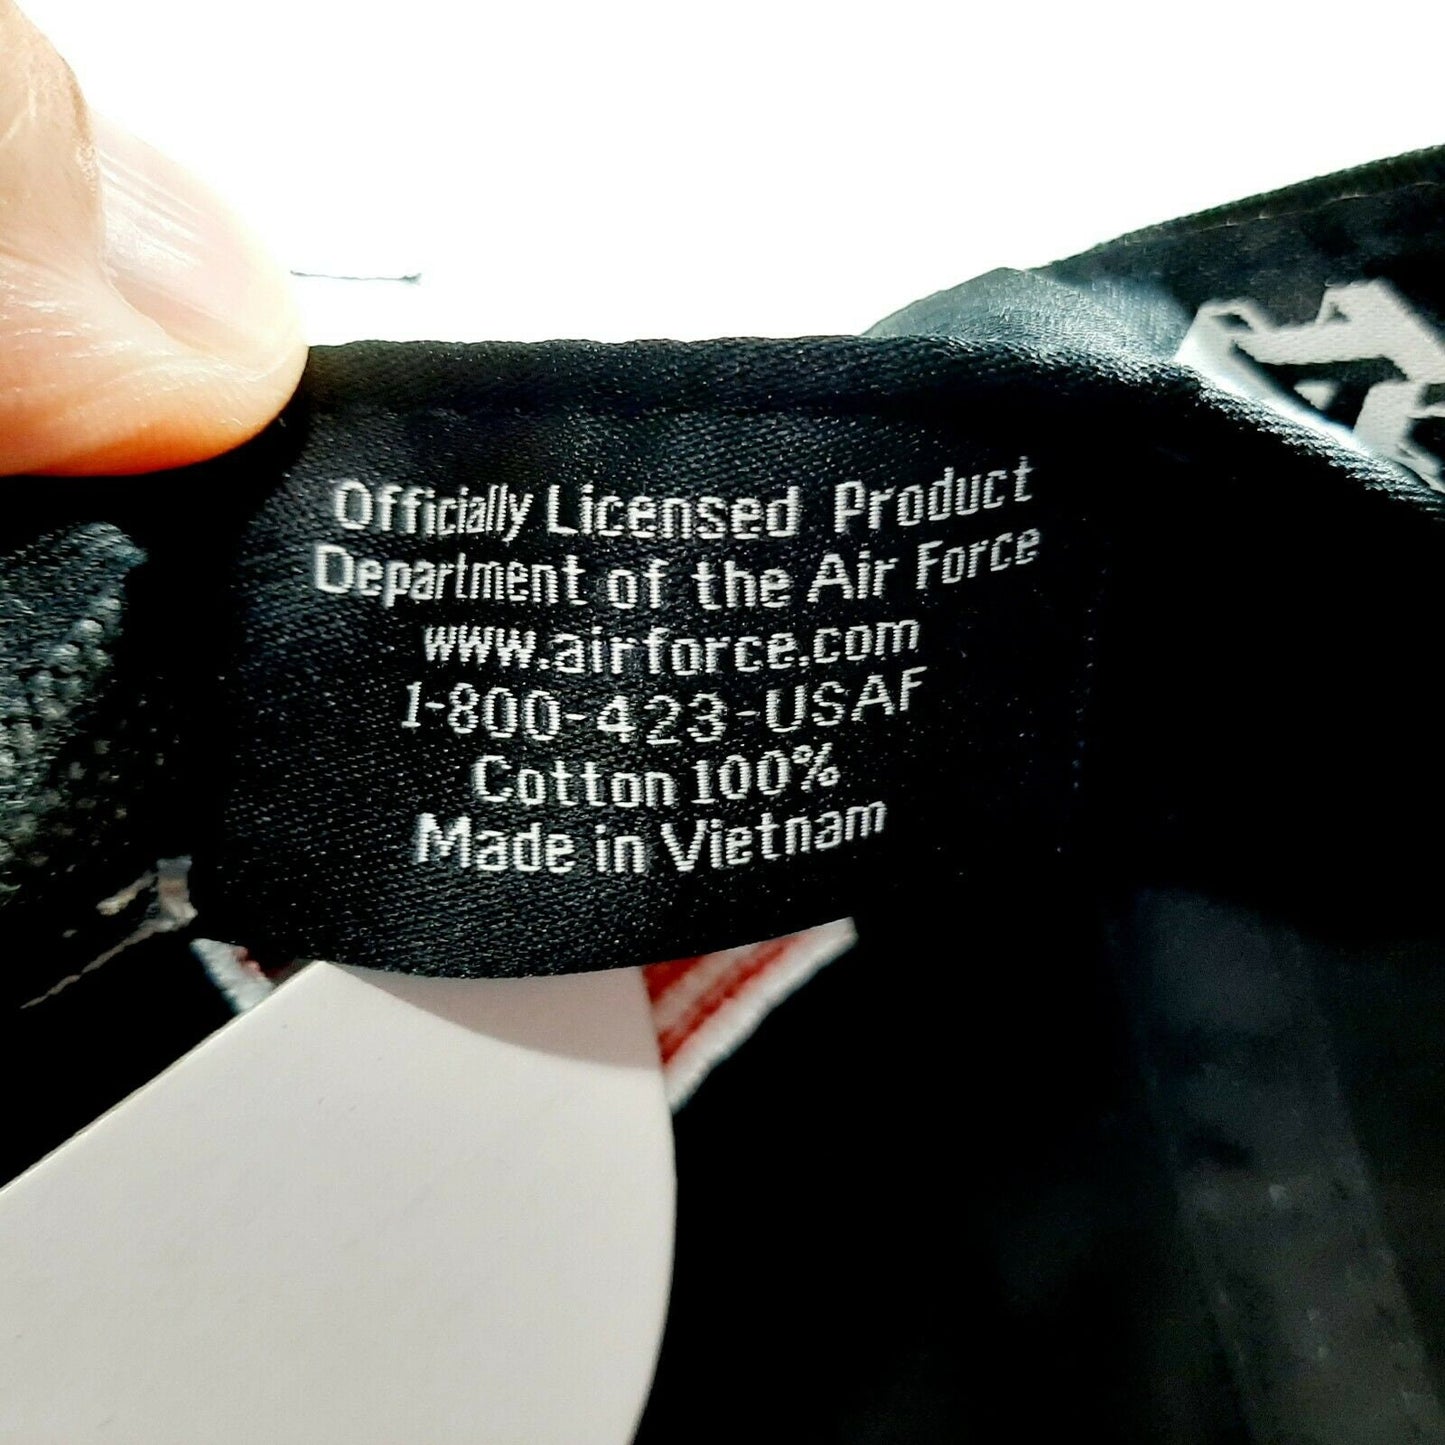 Officially Licensed Product
Department of the Air Force
www.airforce.com
1-800-423-USAF
Cotton 100%
Made in Vietnam